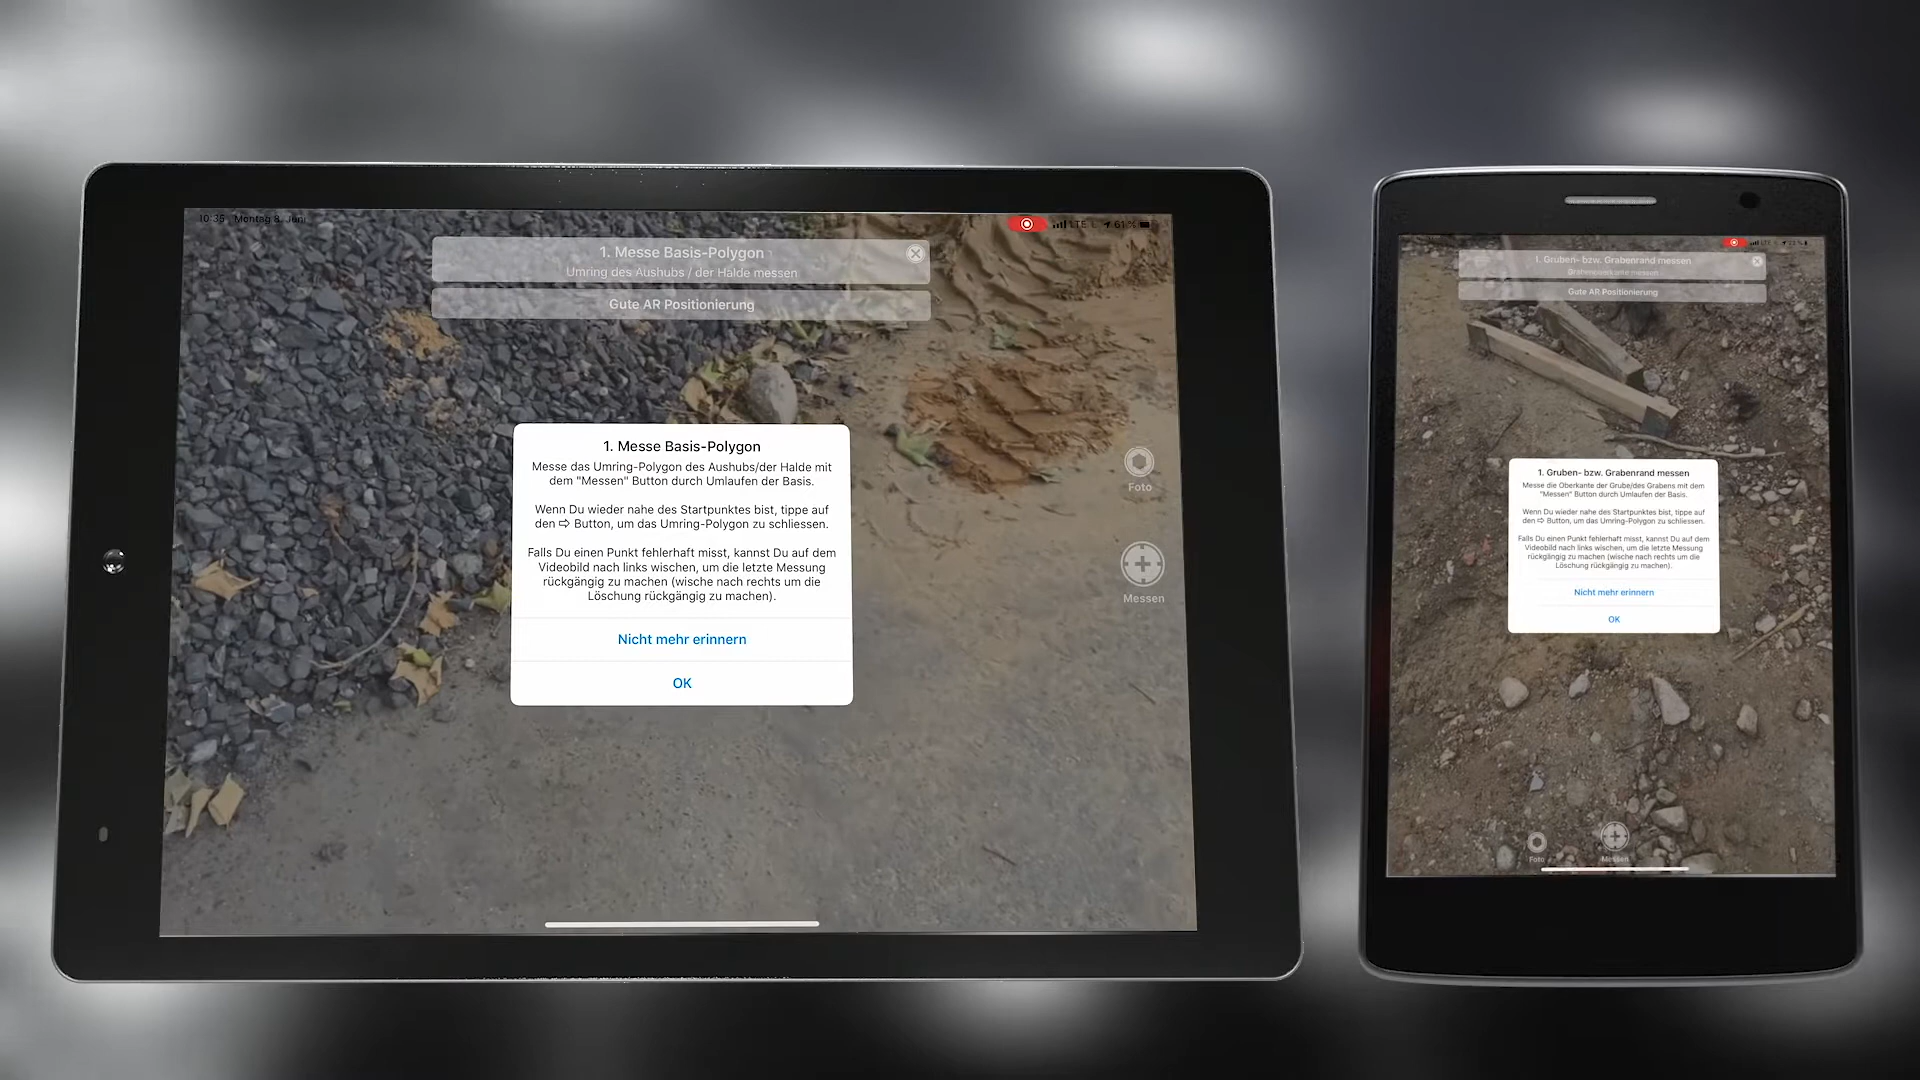 10:35 Montag 8. Juni
LTE 61 %
1. Messe Basis-Polygon
Umring des Aushubs / der Halde messen
Gute AR Positionierung
1. Messe Basis-Polygon
Messe das Umring-Polygon des Aushubs/der Halde mit
dem "Messen" Button durch Umlaufen der Basis.
Wenn Du wieder nahe des Startpunktes bist, tippe auf
den ⇨ Button, um das Umring-Polygon zu schliessen.
Falls Du einen Punkt fehlerhaft misst, kannst Du auf dem
Videobild nach links wischen, um die letzte Messung
rückgängig zu machen (wische nach rechts um die
Löschung rückgängig zu machen).
Nicht mehr erinnern
OK
Foto
Messen
1. Gruben- bzw. Grabenrand messen
Gute AR Positionierung
1. Gruben- bzw. Grabenrand messen
Messe die Oberkante der Grube/des Grabens mit dem
"Messen" Button durch Umlaufen der Basis.
Wenn Du wieder nahe des Startpunktes bist, tippe auf
den ⇨ Button, um das Umring-Polygon zu schliessen.
Falls Du einen Punkt fehlerhaft misst, kannst Du auf dem
Videobild nach links wischen, um die letzte Messung
rückgängig zu machen (wische nach rechts um die
Löschung rückgängig zu machen).
Nicht mehr erinnern
OK
Foto
Messen